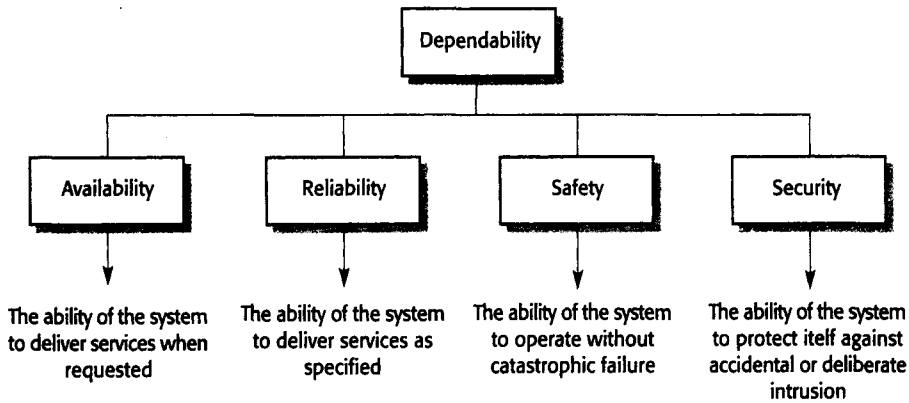 Dependability
Availability
Reliability
Safety
Security
The ability of the system
to deliver services when
requested
The ability of the system
to deliver services as
specified
The ability of the system
to operate without
catastrophic failure
The ability of the system
to protect itelf against
accidental or deliberate
intrusion